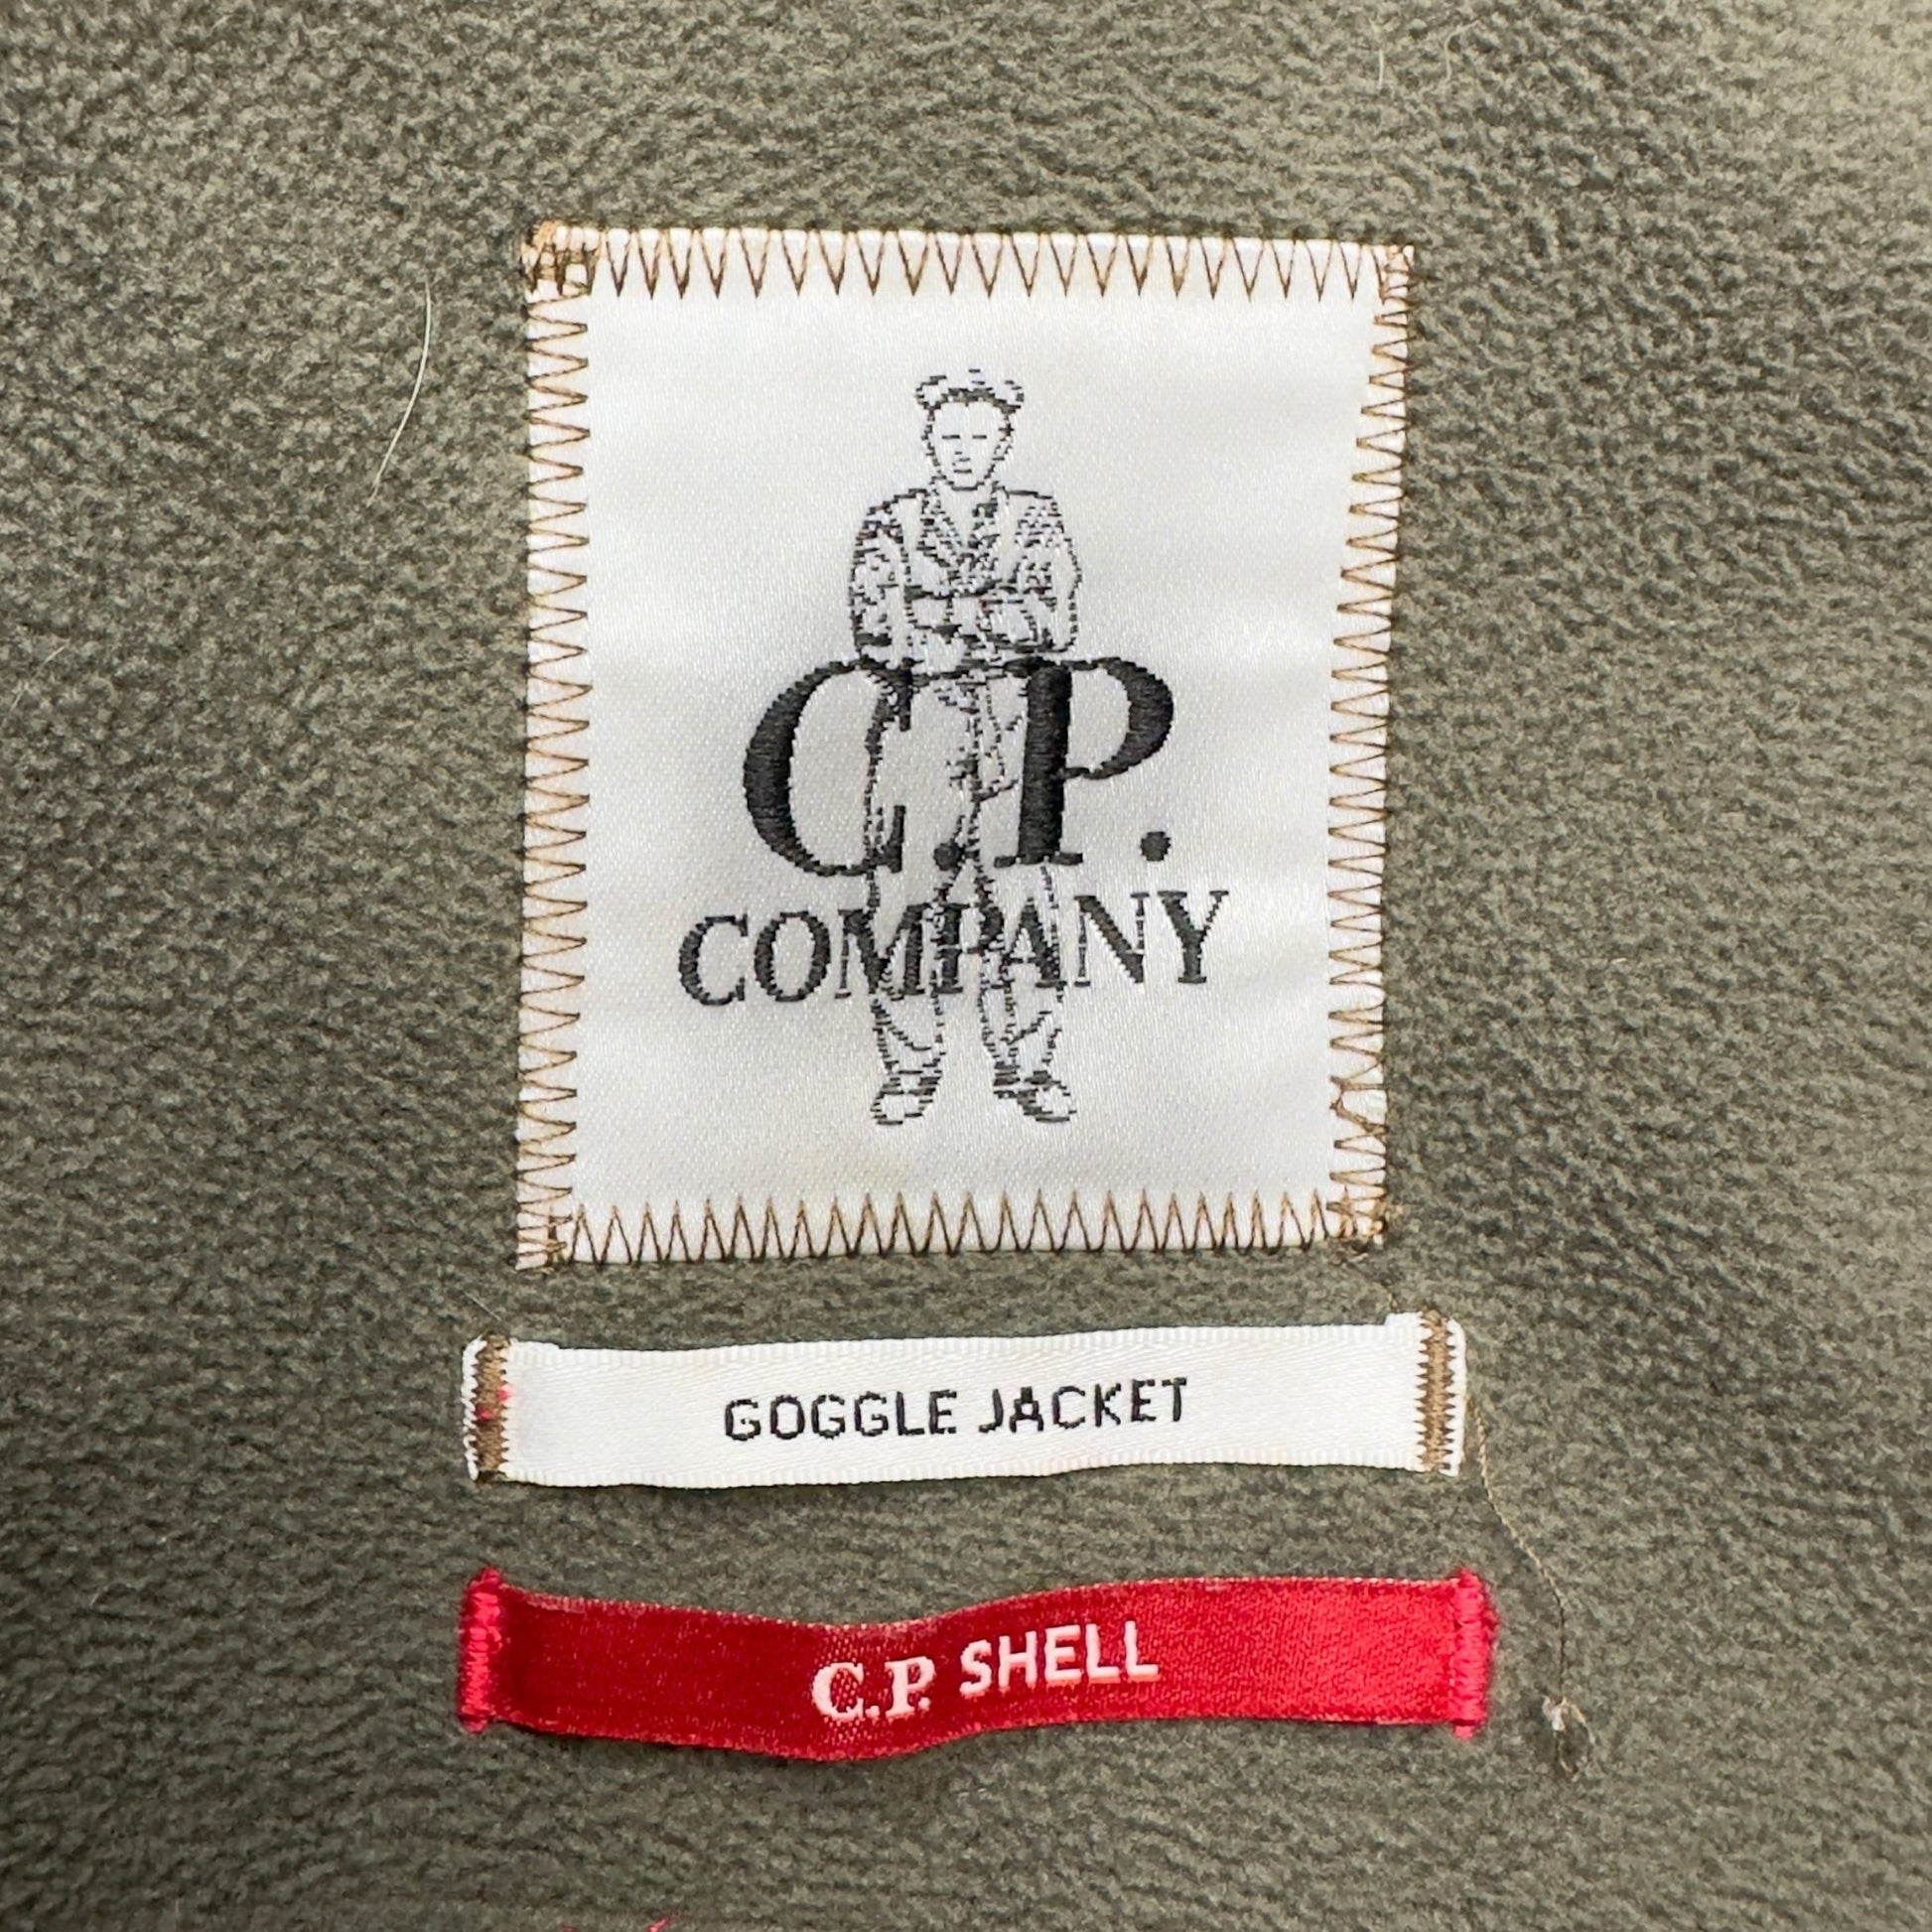 C.P.
COMPANY
GOGGLE JACKET
C.P. SHELL